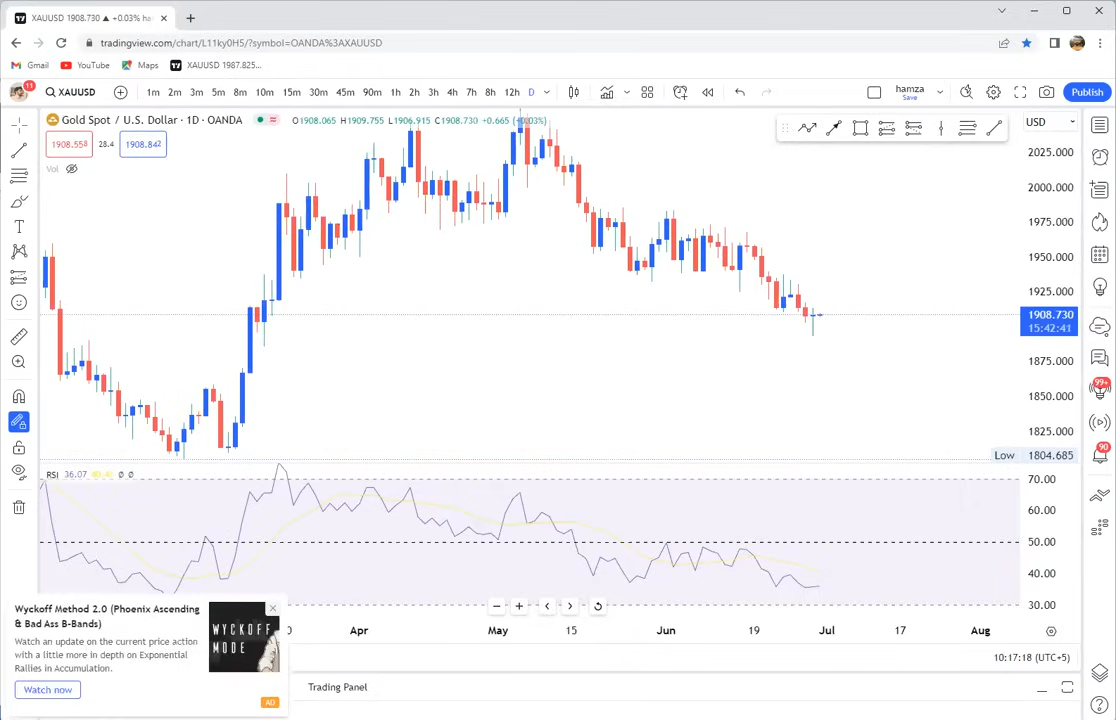 XAUUSD 1908.730 ▲ +0.03% ha
tradingview.com/chart/L11ky0H5/?symbol=OANDA%3AXAUUSD
Gmail YouTube Maps XAUUSD 1987.825...
11 XAUUSD 1m 2m 3m 5m 8m 10m 15m 30m 45m 90m 1h 2h 3h 4h 7h 8h 12h D hamza Save Publish
Gold Spot / U.S. Dollar · 1D · OANDA O1908.065 H1909.755 L1906.915 C1908.730 +0.665 (+0.03%) USD
1908.558 28.4 1908.842
Vol
2025.000
2000.000
1975.000
1950.000
1925.000
1908.730
15:42:41
1875.000
1850.000
1825.000
Low 1804.685
99+
90
RSI 36.07 40.40 ∅ ∅
70.00
60.00
50.00
40.00
30.00
Wyckoff Method 2.0 (Phoenix Ascending
& Bad Ass B-Bands)
Watch an update on the current price action
with a little more in depth on Exponential
Rallies in Accumulation.
Watch now
WYCKOFF
MODE
AD
Apr May 15 Jun 19 Jul 17 Aug
10:17:18 (UTC+5)
Trading Panel